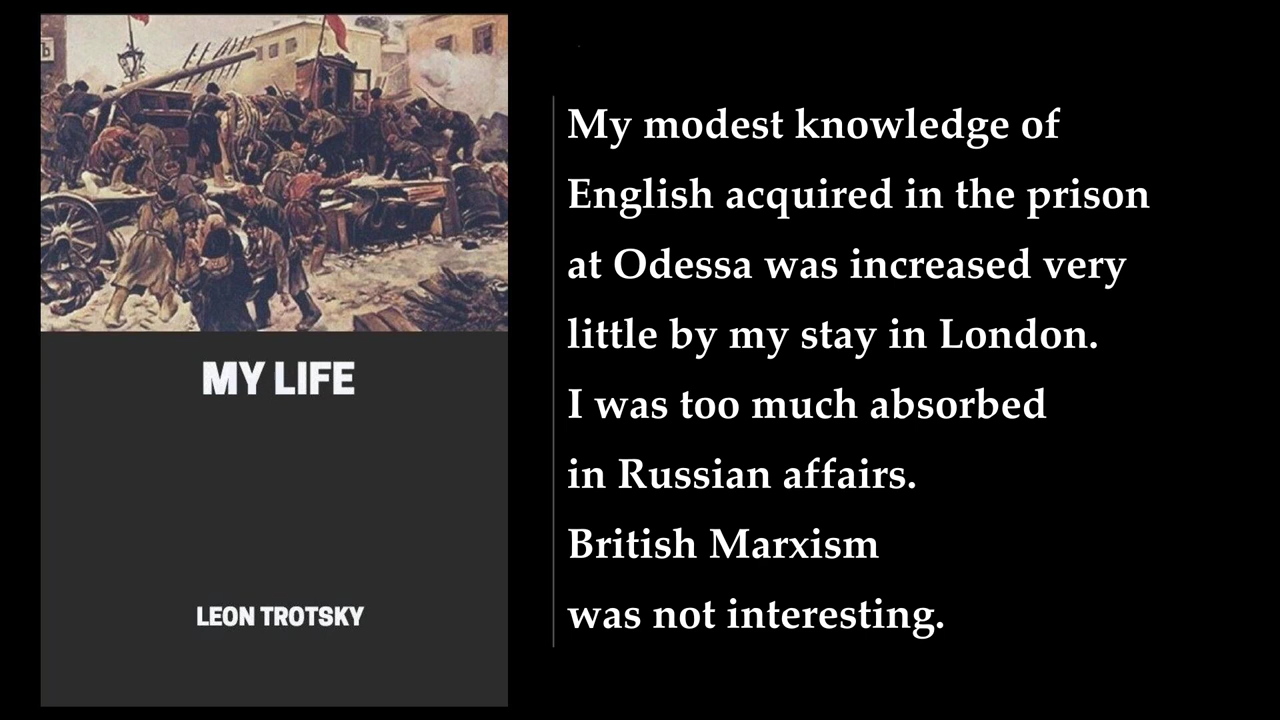 MY LIFE
LEON TROTSKY
My modest knowledge of
English acquired in the prison
at Odessa was increased very
little by my stay in London.
I was too much absorbed
in Russian affairs.
British Marxism
was not interesting.